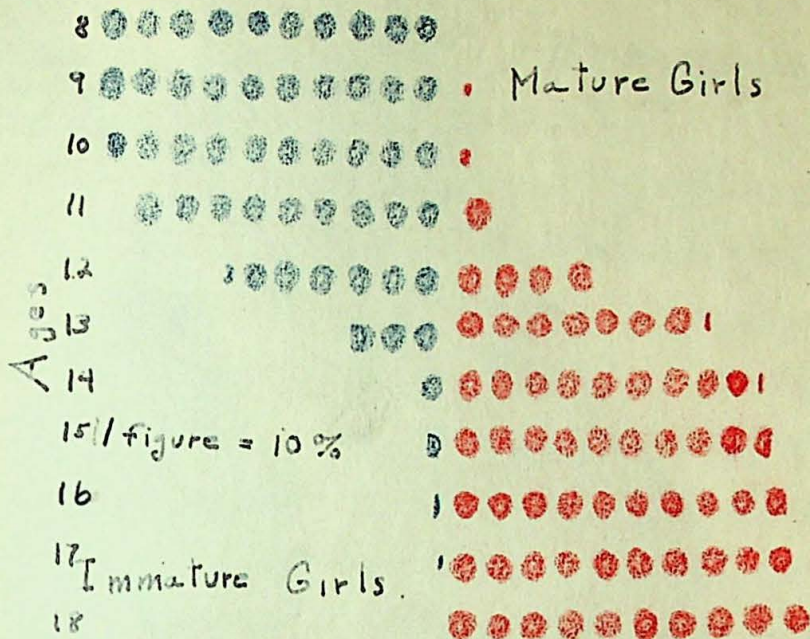 8
9 Mature Girls
10
11
12
Ages
13
14
15 1 figure = 10%
16
17
Immature Girls.
18